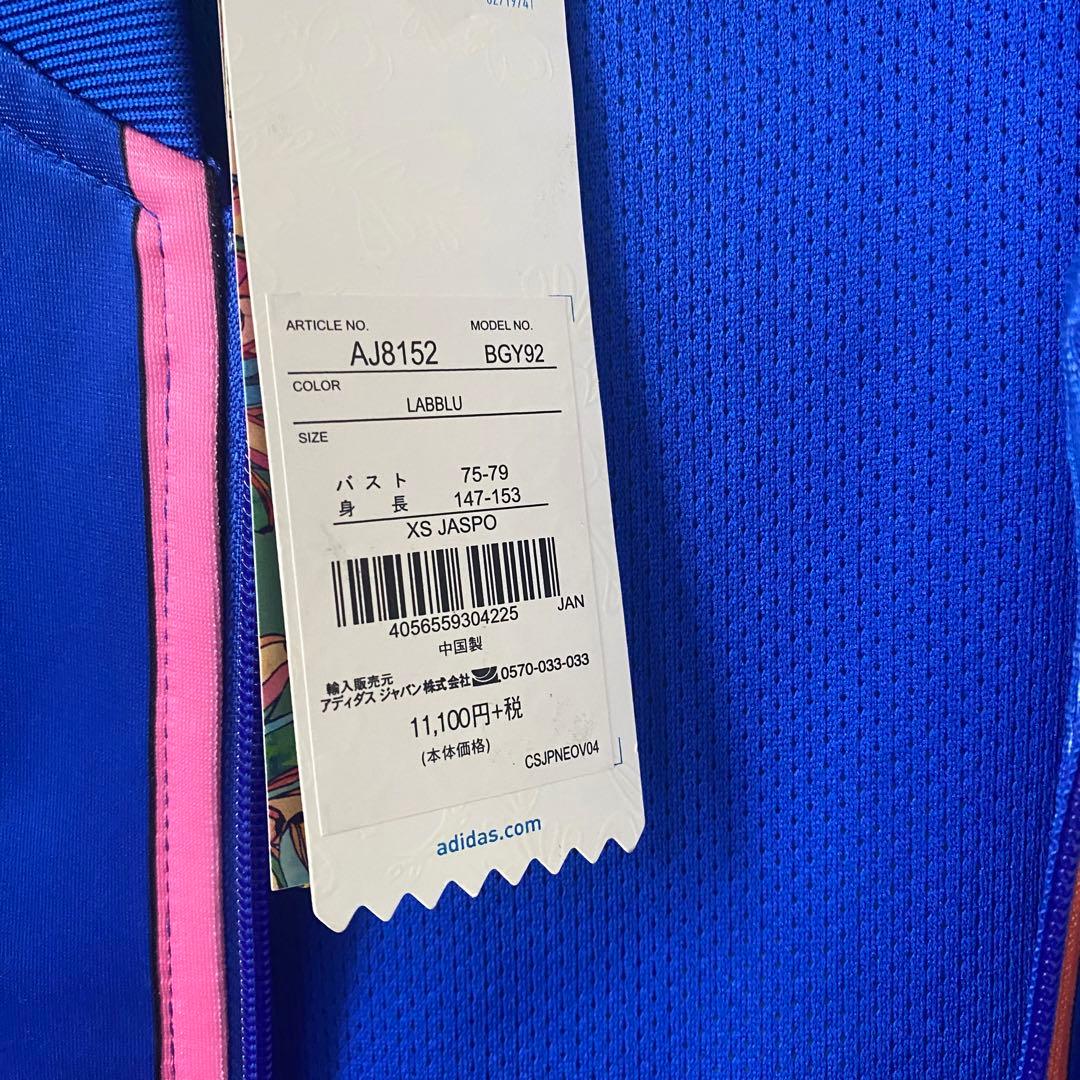 ARTICLE NO. MODEL NO.
AJ8152 BGY92
COLOR
LABBLU
SIZE
バスト 75-79
身長 147-153
XS JASPO
4056559304225 JAN
中国製
輸入販売元
アディダス ジャパン株式会社 0570-033-033
11,100円+税
(本体価格)
CSJPNEOV04
adidas.com